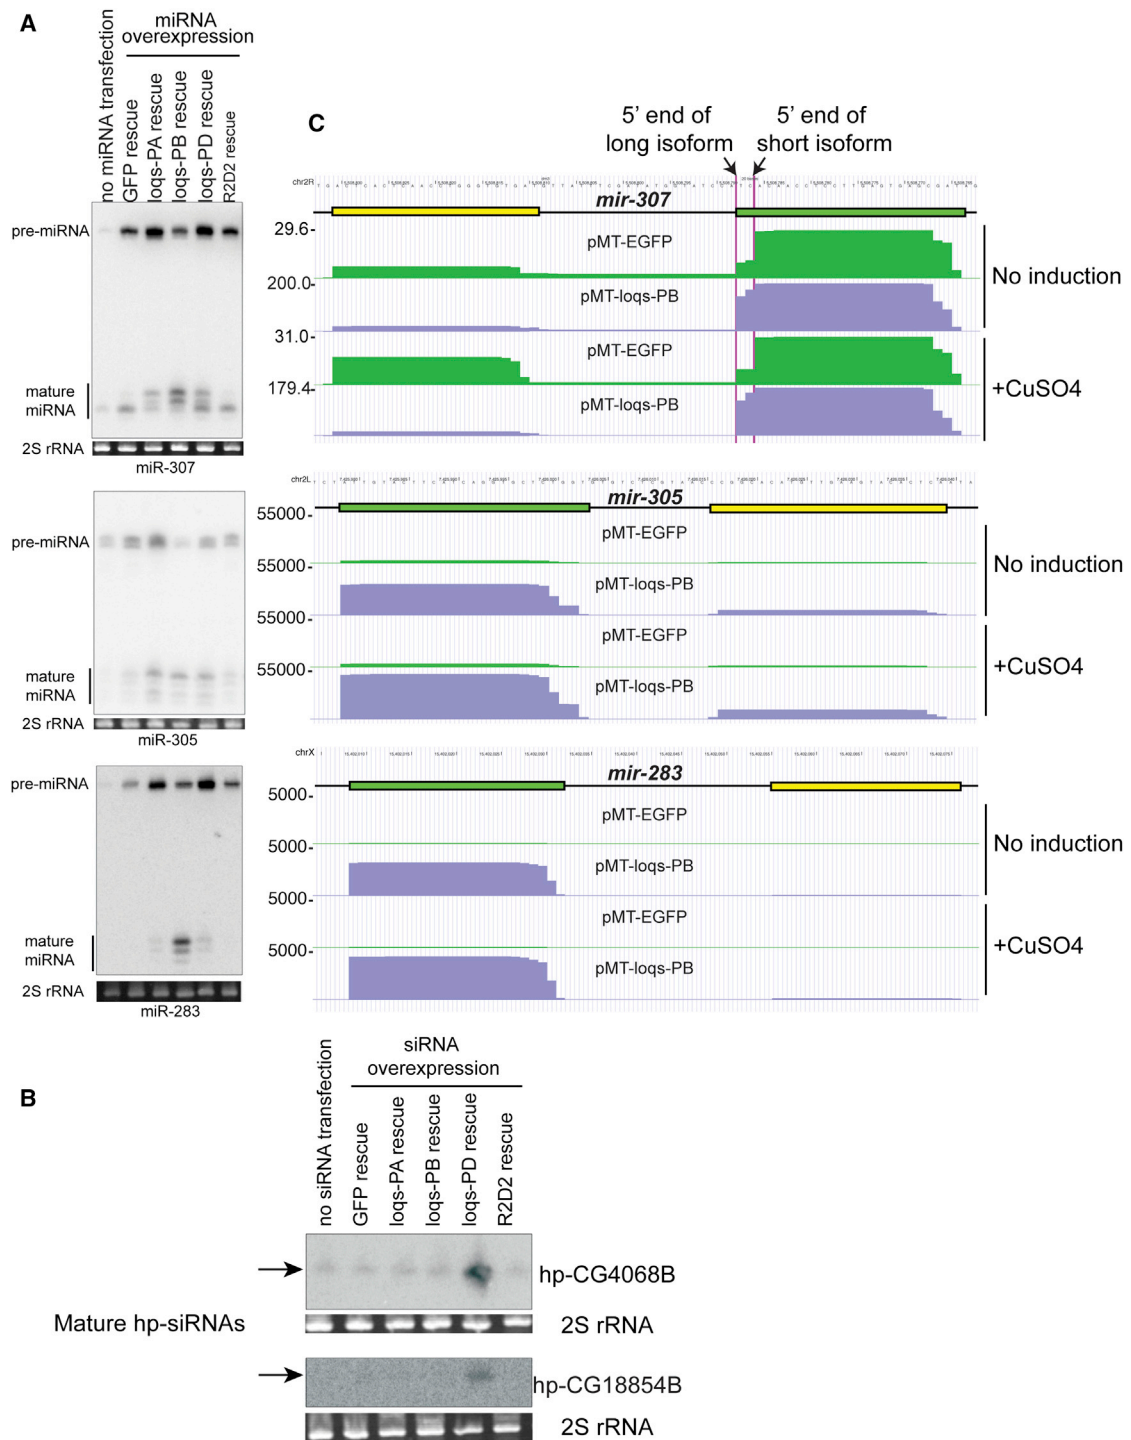 A
miRNA
overexpression
no miRNA transfection
GFP rescue
loqs-PA rescue
loqs-PB rescue
loqs-PD rescue
R2D2 rescue
pre-miRNA
mature
miRNA
2S rRNA
miR-307
pre-miRNA
mature
miRNA
2S rRNA
miR-305
pre-miRNA
mature
miRNA
2S rRNA
miR-283
C
5' end of
long isoform
5' end of
short isoform
chr2R
mir-307
29.6
pMT-EGFP
200.0
pMT-loqs-PB
No induction
31.0
pMT-EGFP
179.4
pMT-loqs-PB
+CuSO4
chr2L
mir-305
55000
pMT-EGFP
55000
pMT-loqs-PB
No induction
55000
pMT-EGFP
55000
pMT-loqs-PB
+CuSO4
chrX
mir-283
5000
pMT-EGFP
5000
pMT-loqs-PB
No induction
5000
pMT-EGFP
5000
pMT-loqs-PB
+CuSO4
B
siRNA
overexpression
no siRNA transfection
GFP rescue
loqs-PA rescue
loqs-PB rescue
loqs-PD rescue
R2D2 rescue
hp-CG4068B
Mature hp-siRNAs
2S rRNA
hp-CG18854B
2S rRNA